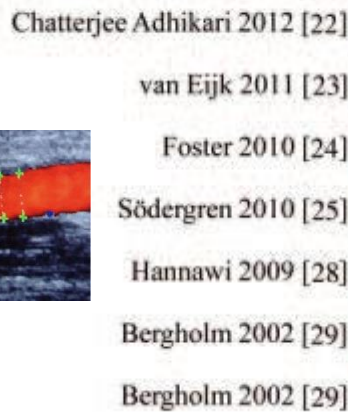 Chatterjee Adhikari 2012 [22]
van Eijk 2011 [23]
Foster 2010 [24]
Södergren 2010 [25]
Hannawi 2009 [28]
Bergholm 2002 [29]
Bergholm 2002 [29]